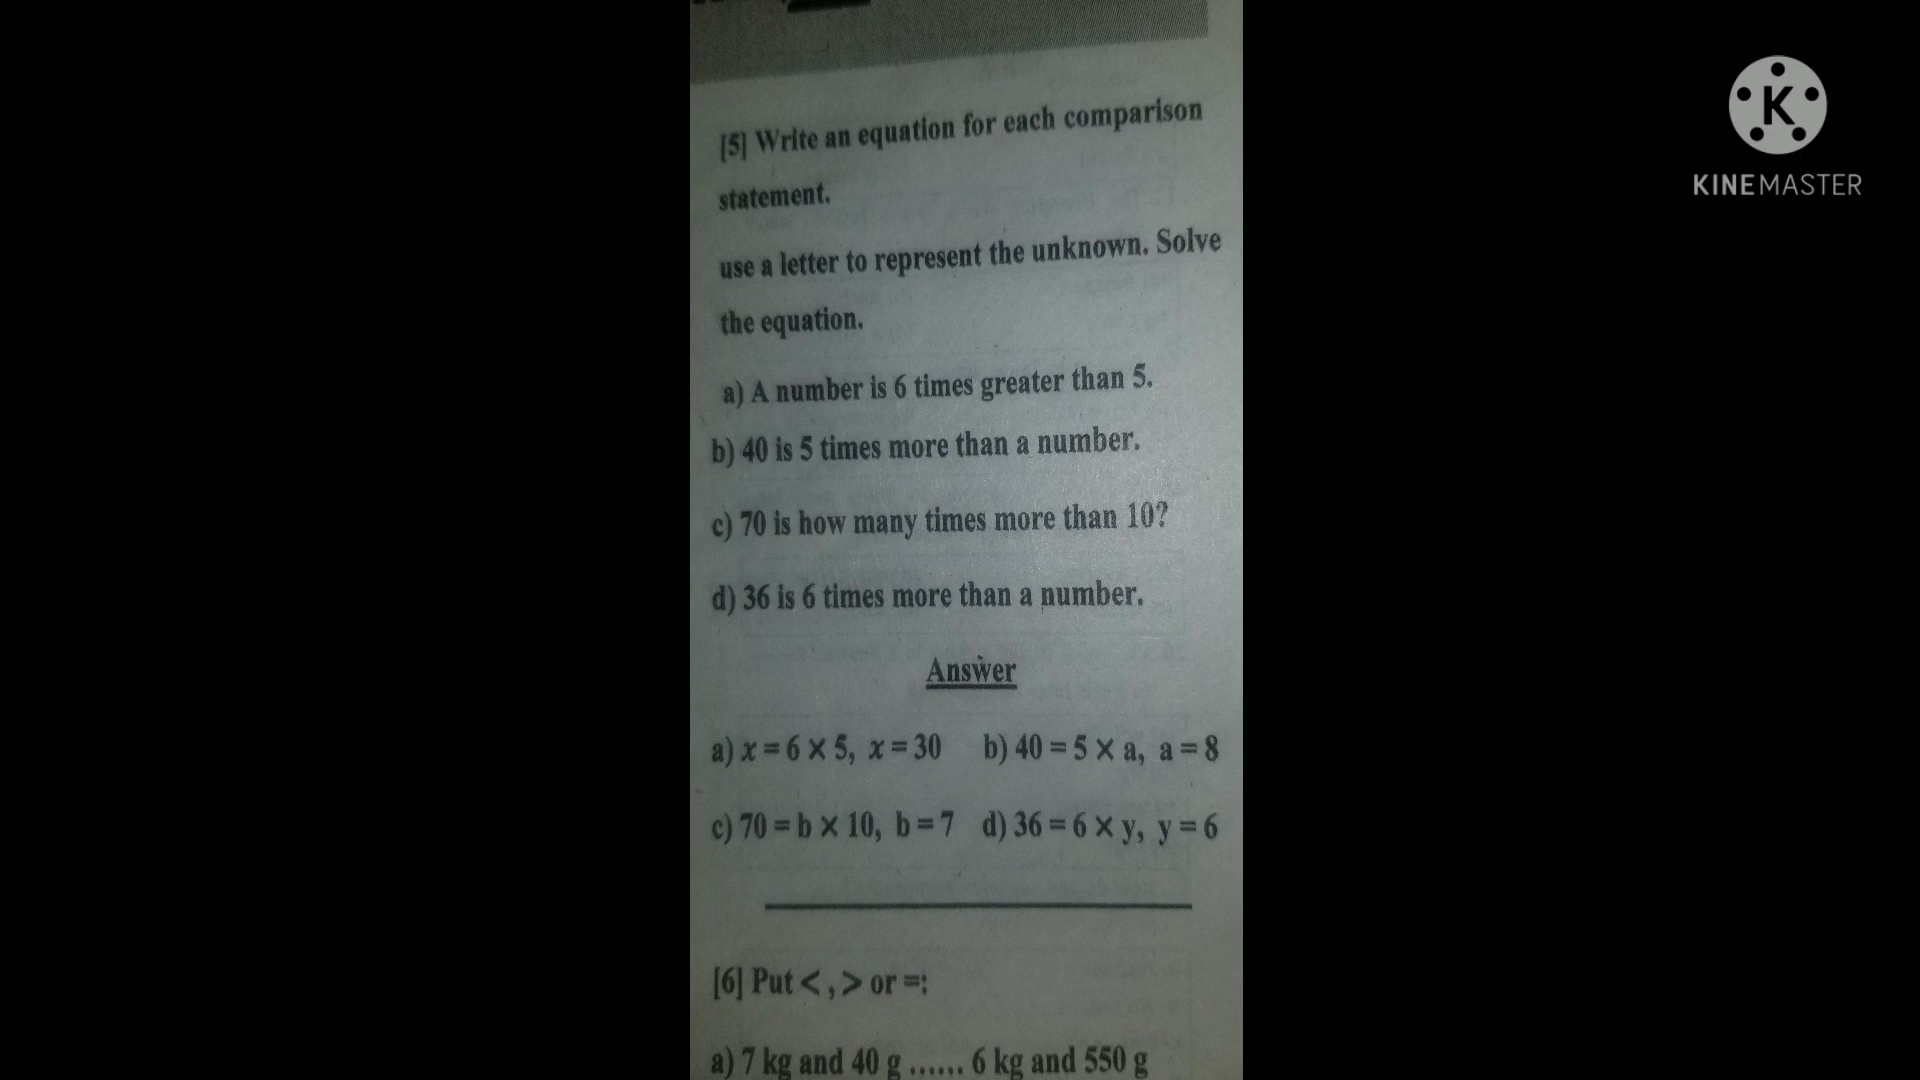 [5] Write an equation for each comparison
statement.
use a letter to represent the unknown. Solve
the equation.
a) A number is 6 times greater than 5.
b) 40 is 5 times more than a number.
c) 70 is how many times more than 10?
d) 36 is 6 times more than a number.
Answer
a) x = 6 × 5, x = 30 b) 40 = 5 × a, a = 8
c) 70 = b × 10, b = 7 d) 36 = 6 × y, y = 6
[6] Put < , > or =:
a) 7 kg and 40 g ...... 6 kg and 550 g
K
KINEMASTER